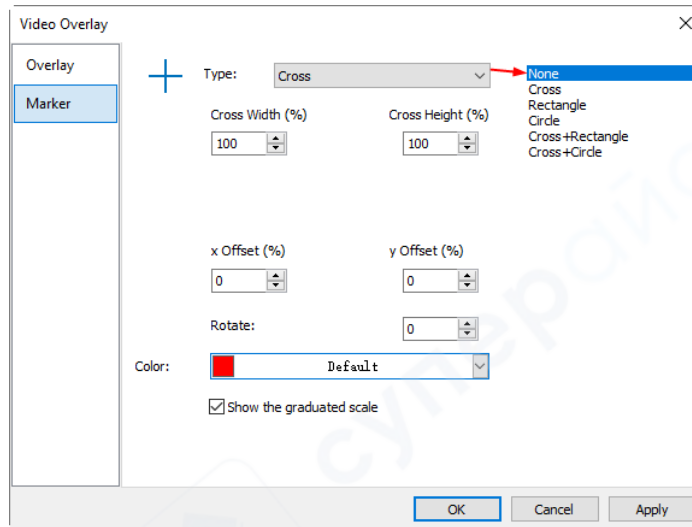 Video Overlay
Overlay
Marker
Type:
Cross
None
Cross
Rectangle
Circle
Cross+Rectangle
Cross+Circle
Cross Width (%)
Cross Height (%)
100
100
x Offset (%)
y Offset (%)
0
0
Rotate:
0
Color:
Default
Show the graduated scale
OK
Cancel
Apply
суперайс